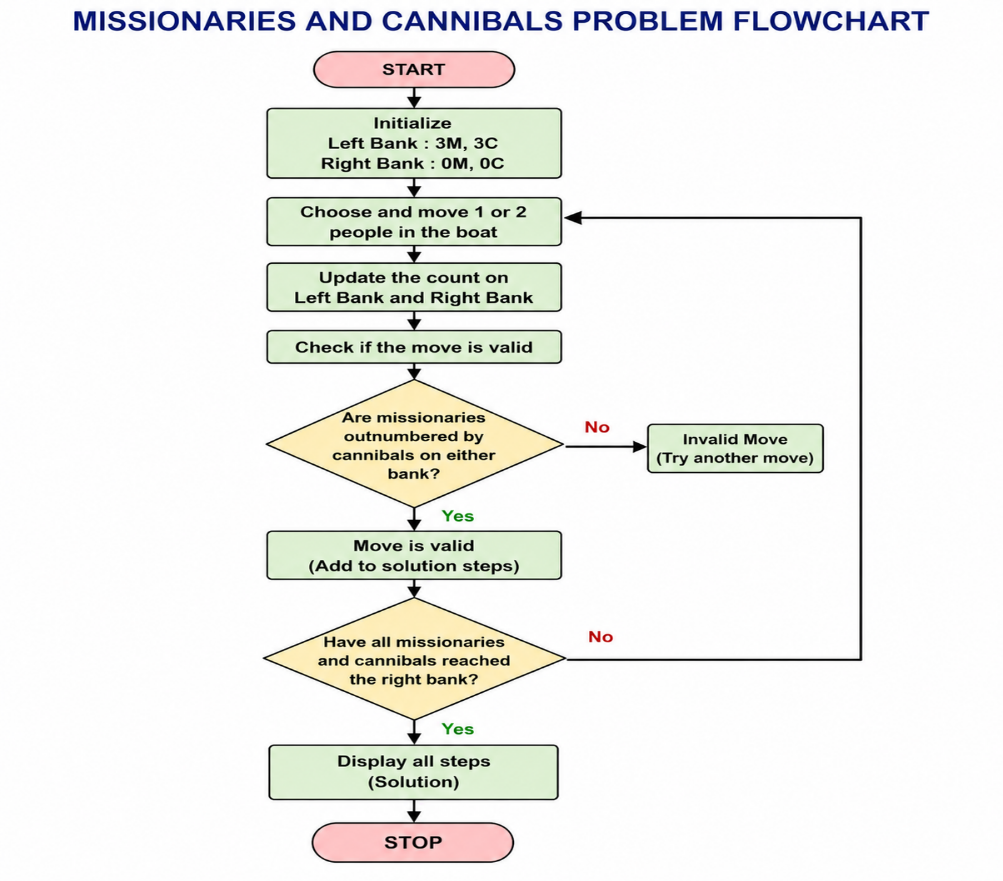 MISSIONARIES AND CANNIBALS PROBLEM FLOWCHART
START
Initialize
Left Bank : 3M, 3C
Right Bank : 0M, 0C
Choose and move 1 or 2
people in the boat
Update the count on
Left Bank and Right Bank
Check if the move is valid
Are missionaries
outnumbered by
cannibals on either
bank?
No
Invalid Move
(Try another move)
Yes
Move is valid
(Add to solution steps)
Have all missionaries
and cannibals reached
the right bank?
No
Yes
Display all steps
(Solution)
STOP